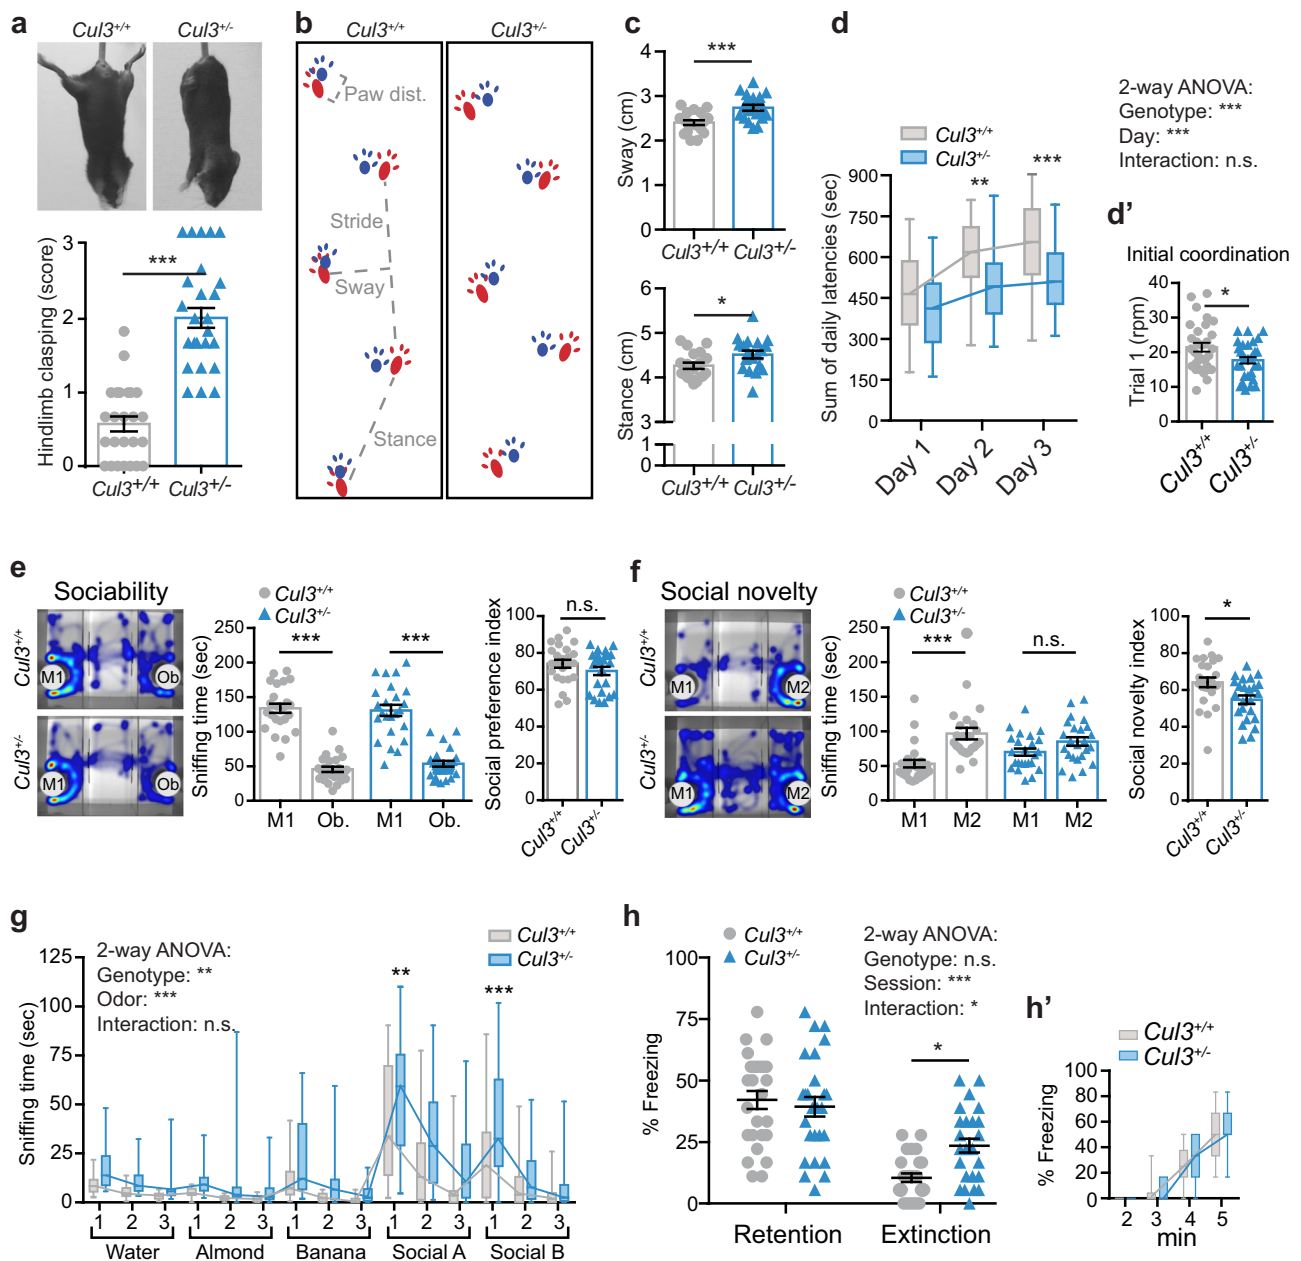 a
Cul3+/+
Cul3+/-
Hindlimb clasping (score)
3
2
1
0
***
Cul3+/+
Cul3+/-
b
Cul3+/+
Cul3+/-
Paw dist.
Stride
Sway
Stance
c
Sway (cm)
4
3
2
1
0
***
Cul3+/+
Cul3+/-
Stance (cm)
6
5
4
3
1
0
*
Cul3+/+
Cul3+/-
d
2-way ANOVA:
Genotype: ***
Day: ***
Interaction: n.s.
Cul3+/+
Cul3+/-
Sum of daily latencies (sec)
900
750
600
450
300
150
0
**
***
Day 1
Day 2
Day 3
d'
Initial coordination
Trial 1 (rpm)
40
30
20
10
0
*
Cul3+/+
Cul3+/-
e
Sociability
Cul3+/+
M1
Ob
Cul3+/-
M1
Ob
Cul3+/+
Cul3+/-
Sniffing time (sec)
250
200
150
100
50
0
***
***
M1
Ob.
M1
Ob.
Social preference index
100
80
60
40
20
0
n.s.
Cul3+/+
Cul3+/-
f
Social novelty
Cul3+/+
M1
M2
Cul3+/-
M1
M2
Cul3+/+
Cul3+/-
Sniffing time (sec)
250
200
150
100
50
0
***
n.s.
M1
M2
M1
M2
Social novelty index
100
80
60
40
20
0
*
Cul3+/+
Cul3+/-
g
2-way ANOVA:
Genotype: **
Odor: ***
Interaction: n.s.
Cul3+/+
Cul3+/-
Sniffing time (sec)
125
100
75
50
25
0
**
***
1 2 3 1 2 3 1 2 3 1 2 3 1 2 3
Water
Almond
Banana
Social A
Social B
h
Cul3+/+
Cul3+/-
2-way ANOVA:
Genotype: n.s.
Session: ***
Interaction: *
% Freezing
100
75
50
25
0
*
Retention
Extinction
h'
Cul3+/+
Cul3+/-
% Freezing
100
80
60
40
20
0
2
3
4
5
min